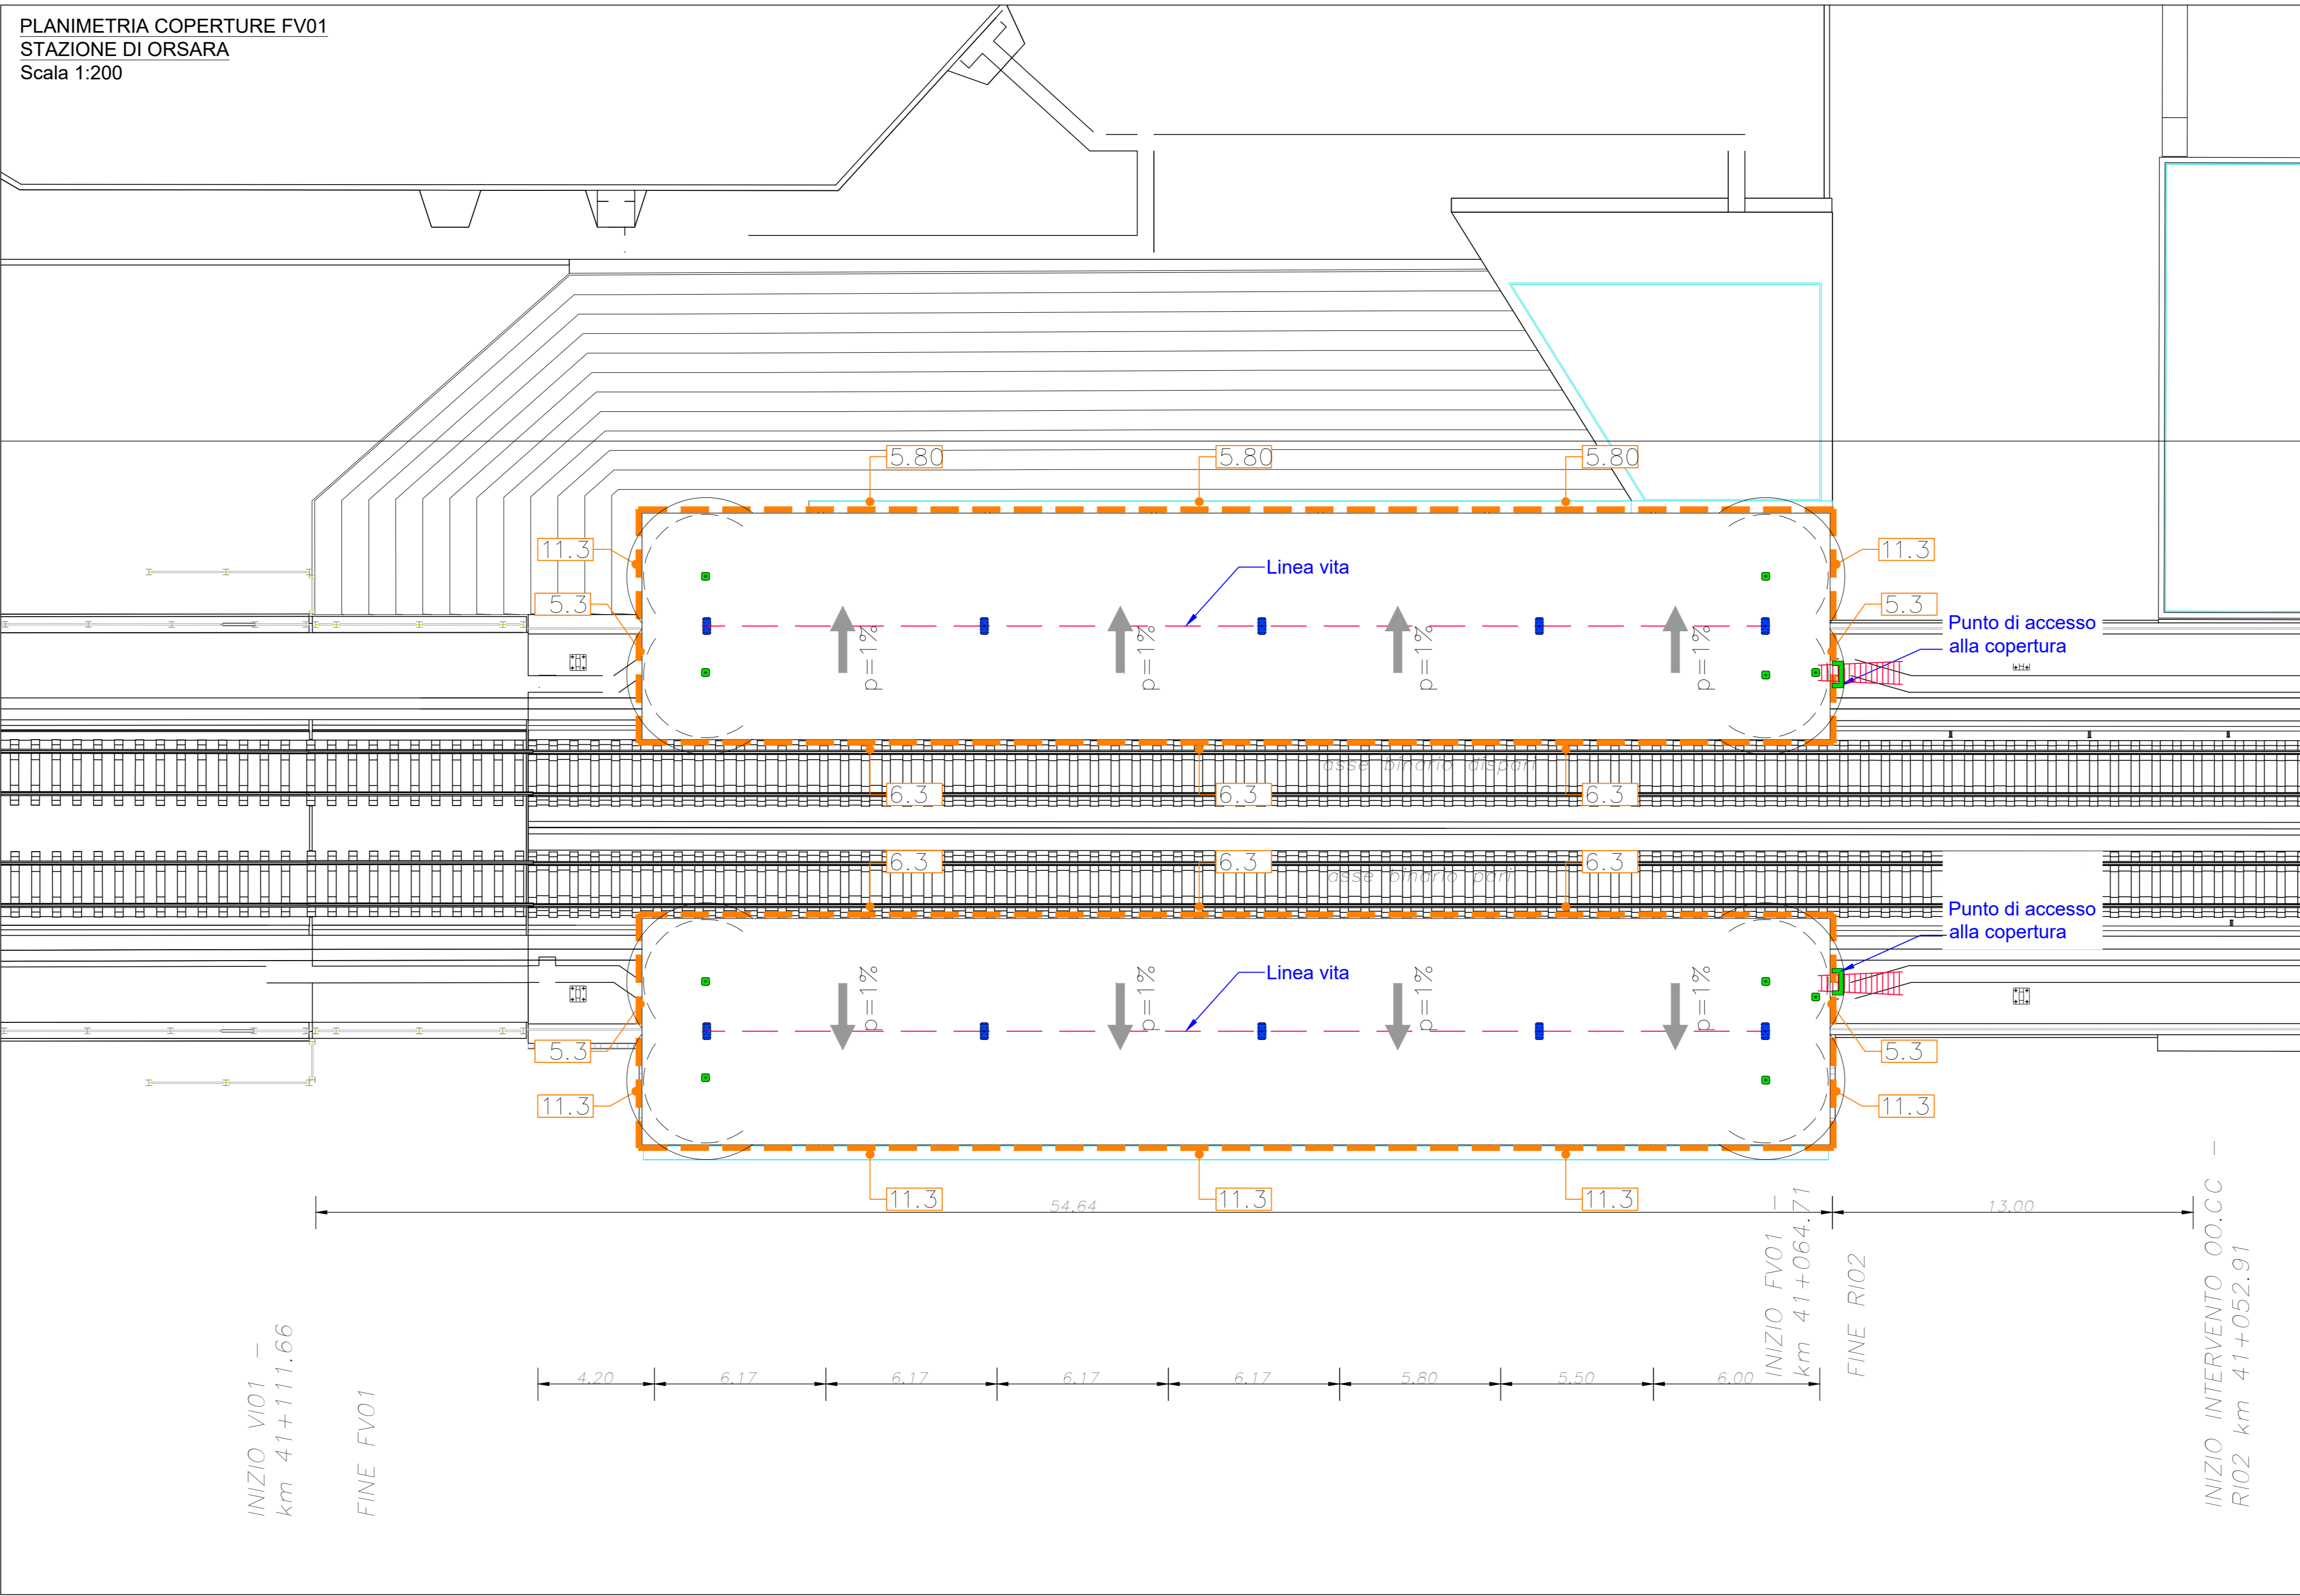 PLANIMETRIA COPERTURE FV01
STAZIONE DI ORSARA
Scala 1:200
5.80
5.80
5.80
11.3
11.3
Linea vita
5.3
5.3
Punto di accesso
alla copertura
p=1%
p=1%
p=1%
p=1%
asse binario dispari
6.3
6.3
6.3
6.3
6.3
6.3
asse binario pari
Punto di accesso
alla copertura
Linea vita
p=1%
p=1%
p=1%
p=1%
5.3
5.3
11.3
11.3
11.3
11.3
11.3
54.64
13.00
INIZIO VI01 –
km 41+111.66
FINE FV01
INIZIO FV01 –
km 41+064.71
FINE RI02
INIZIO INTERVENTO OO.CC –
RI02 km 41+052.91
4.20
6.17
6.17
6.17
6.17
5.80
5.50
6.00